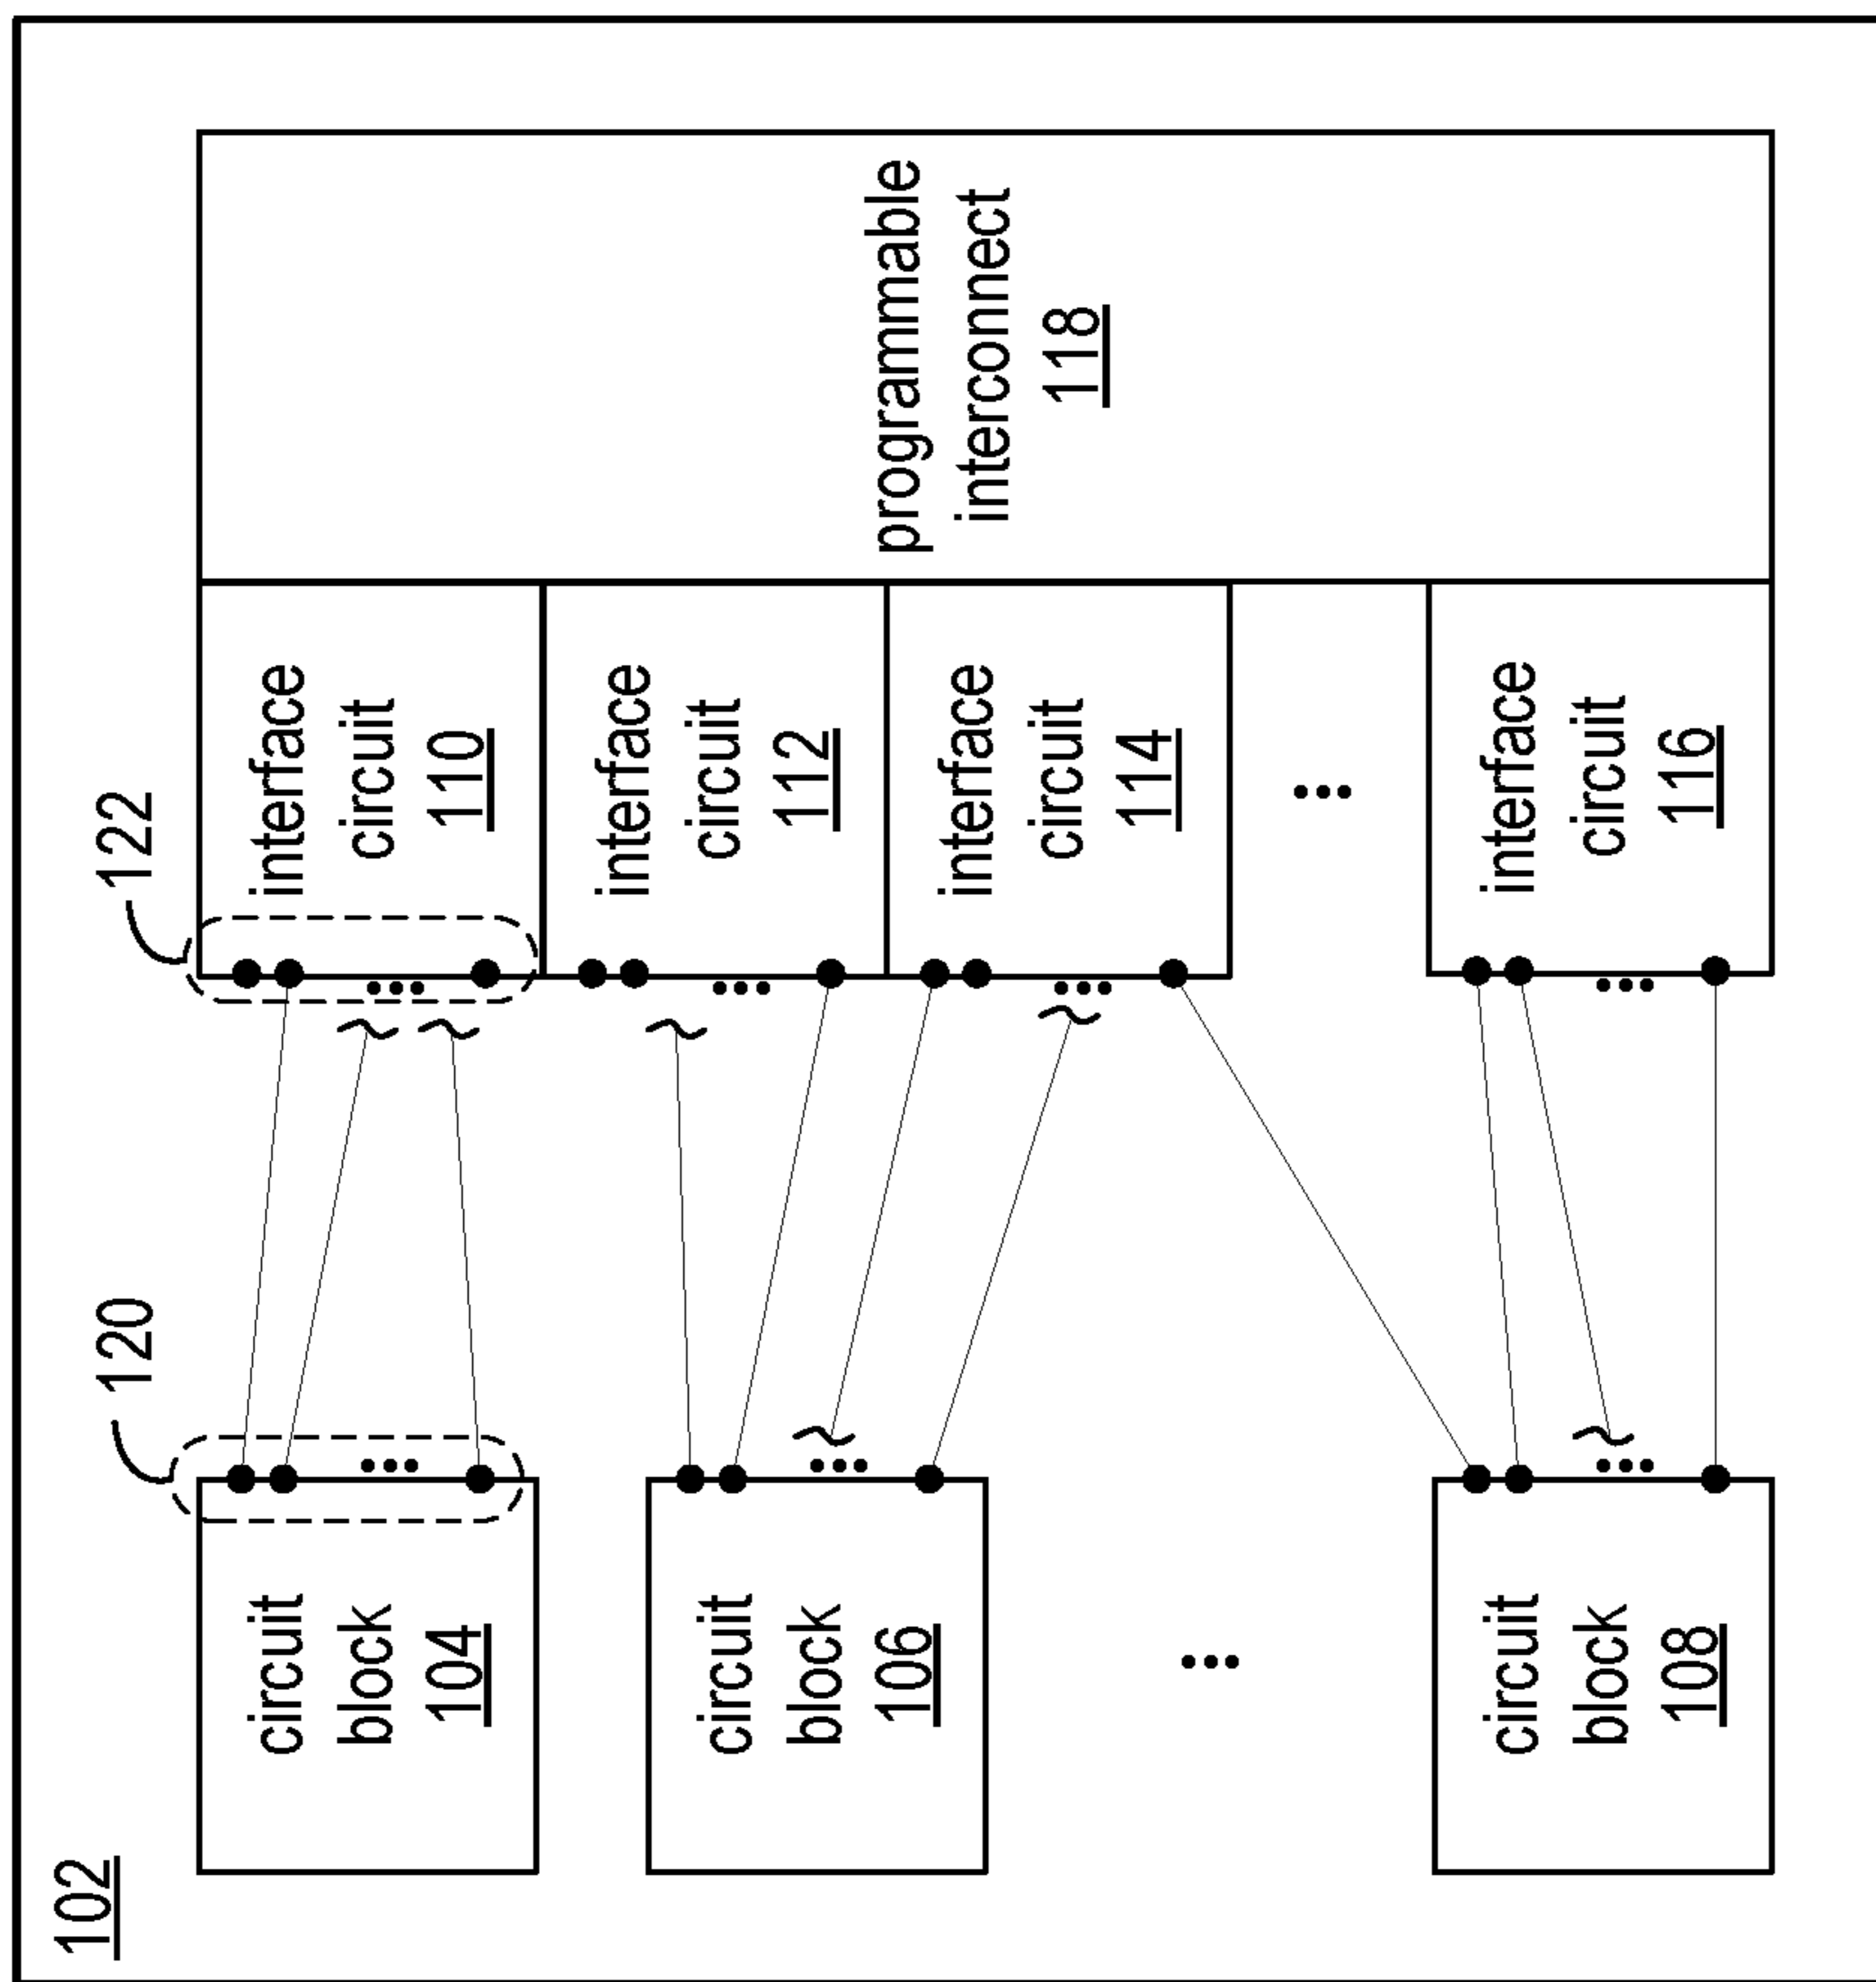 102
120
122
circuit
block
104
circuit
block
106
...
circuit
block
108
interface
circuit
110
interface
circuit
112
interface
circuit
114
...
interface
circuit
116
programmable
interconnect
118